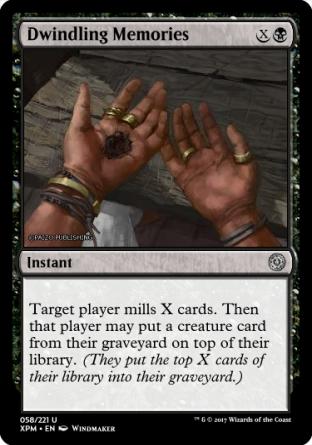 Dwindling Memories
X B
©PAIZO PUBLISHING
Instant
Target player mills X cards. Then
that player may put a creature card
from their graveyard on top of their
library. (They put the top X cards of
their library into their graveyard.)
058/221 U
XPM • EN WINDMAKER
™ & © 2017 Wizards of the Coast